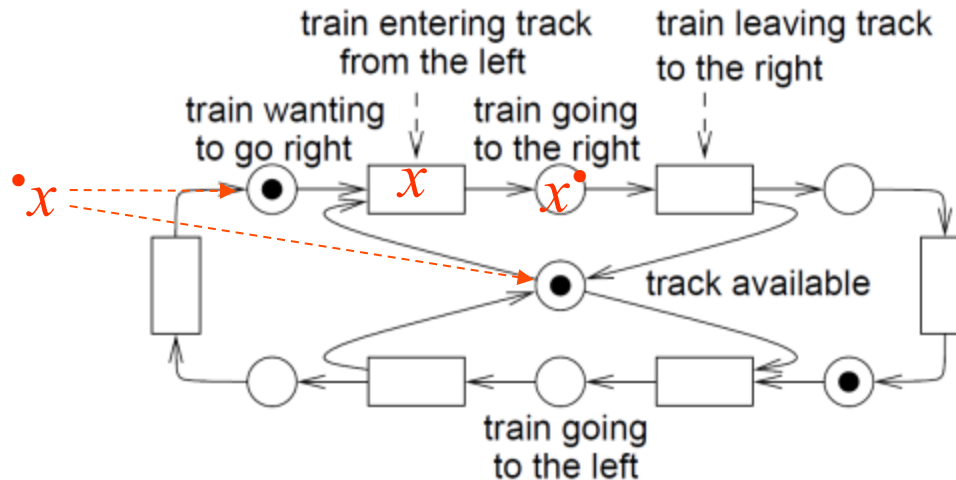 train entering track
from the left
train leaving track
to the right
train wanting
to go right
train going
to the right
•x
x
x•
track available
train going
to the left